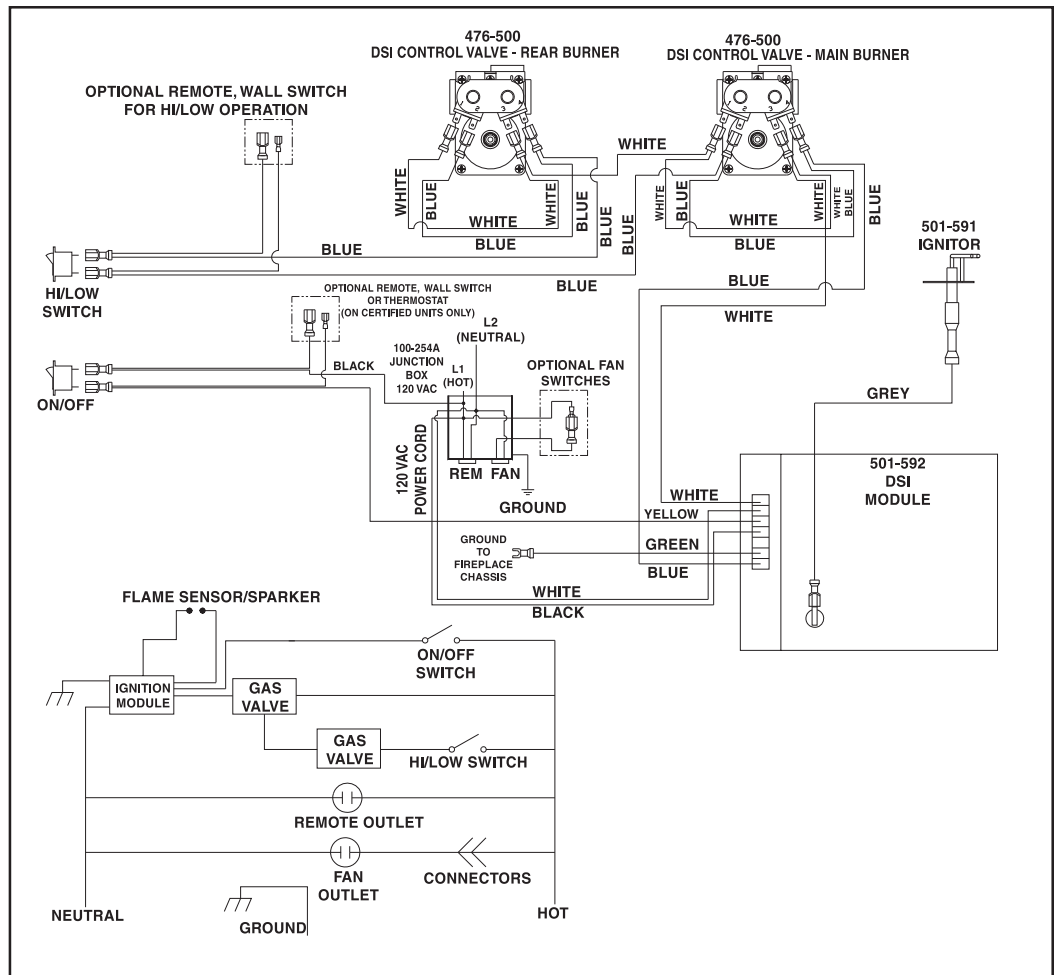 476-500
DSI CONTROL VALVE - REAR BURNER
476-500
DSI CONTROL VALVE - MAIN BURNER
OPTIONAL REMOTE, WALL SWITCH
FOR HI/LOW OPERATION
2 3
2 3
WHITE
WHITE
BLUE
WHITE
BLUE
BLUE
BLUE
BLUE
WHITE
BLUE
WHITE
BLUE
WHITE
BLUE
BLUE
501-591
IGNITOR
BLUE
HI/LOW
SWITCH
BLUE
BLUE
WHITE
OPTIONAL REMOTE, WALL SWITCH
OR THERMOSTAT
(ON CERTIFIED UNITS ONLY)
L2
(NEUTRAL)
BLACK
100-254A
JUNCTION
BOX
120 VAC
L1
(HOT)
OPTIONAL FAN
SWITCHES
ON/OFF
GREY
120 VAC
POWER CORD
REM FAN
GROUND
501-592
DSI
MODULE
WHITE
YELLOW
GROUND
TO
FIREPLACE
CHASSIS
GREEN
BLUE
WHITE
BLACK
FLAME SENSOR/SPARKER
ON/OFF
SWITCH
IGNITION
MODULE
GAS
VALVE
GAS
VALVE
HI/LOW SWITCH
REMOTE OUTLET
FAN
OUTLET
CONNECTORS
NEUTRAL
GROUND
HOT